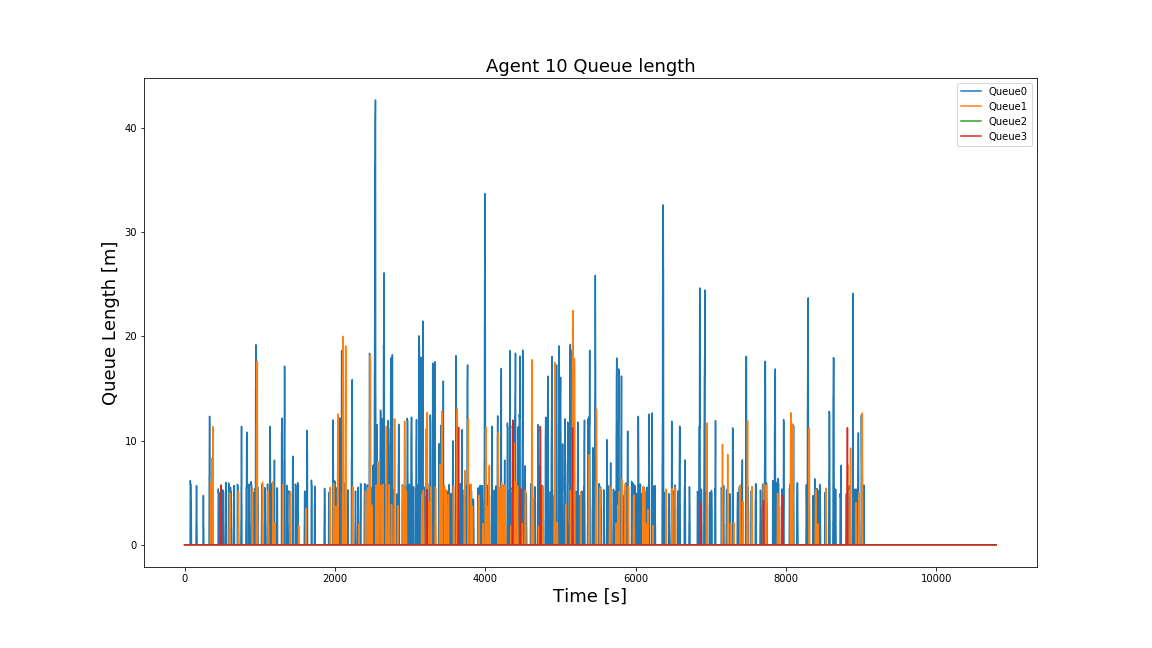 Agent 10 Queue length
Queue0
Queue1
Queue2
Queue3
Queue Length [m]
40
30
20
10
0
0 2000 4000 6000 8000 10000
Time [s]